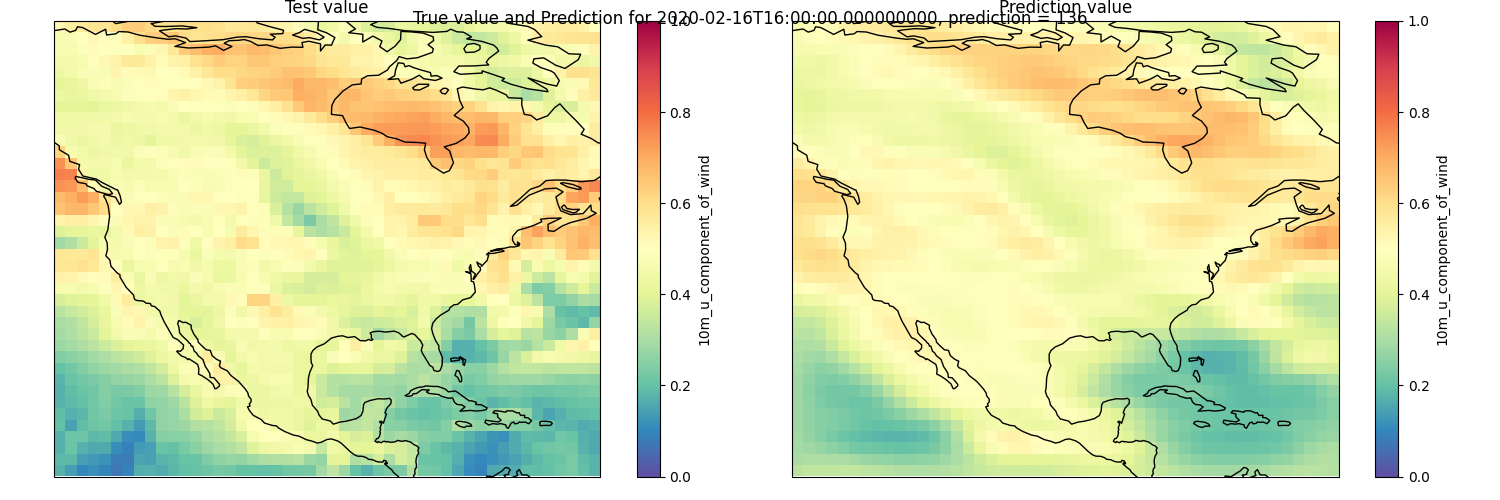 Test value
True value and Prediction for 2020-02-16T16:00:00.000000000, prediction = 136
Prediction value
1.0
0.8
0.6
0.4
0.2
0.0
10m_u_component_of_wind
1.0
0.8
0.6
0.4
0.2
0.0
10m_u_component_of_wind